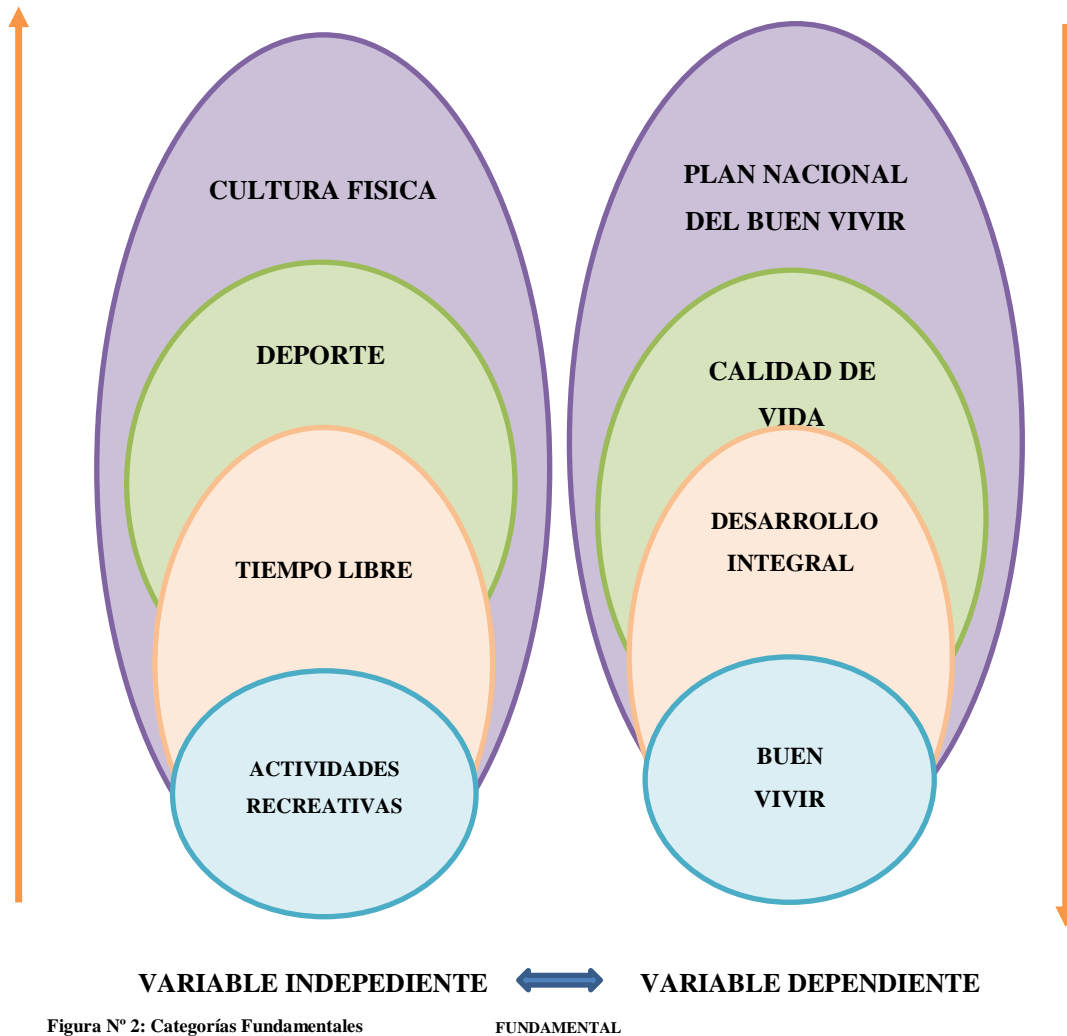 CULTURA FISICA
DEPORTE
TIEMPO LIBRE
ACTIVIDADES
RECREATIVAS
PLAN NACIONAL
DEL BUEN VIVIR
CALIDAD DE
VIDA
DESARROLLO
INTEGRAL
BUEN
VIVIR
VARIABLE INDEPEDIENTE
VARIABLE DEPENDIENTE
Figura Nº 2: Categorías Fundamentales
FUNDAMENTAL